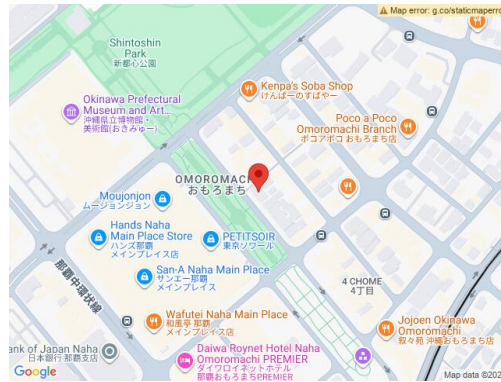 Map error: g.co/staticmaperro
Shintoshin
Park
新都心公園
Kenpa's Soba Shop
けんぱーのすばやー
Okinawa Prefectural
Museum and Art...
沖縄県立博物館・
美術館(おきみゅー)
Poco a Poco
Omoromachi Branch
ポコアポコ おもろまち店
OMOROMACHI
おもろまち
Moujonjon
ムージョンジョン
Hands Naha
Main Place Store
ハンズ那覇
メインプレイス店
PETITSOIR
東京ソワール
San-A Naha Main Place
サンエー那覇
メインプレイス
那覇中環状線
4 CHOME
4丁目
Wafutei Naha Main Place
和風亭 那覇
メインプレイス店
Jojoen Okinawa
Omoromachi
叙々苑 沖縄おもろまち店
ank of Japan Naha
日本銀行 那覇支店
Daiwa Roynet Hotel Naha
Omoromachi PREMIER
ダイワロイネットホテル
那覇おもろまちPREMIER
Google
Map data ©202